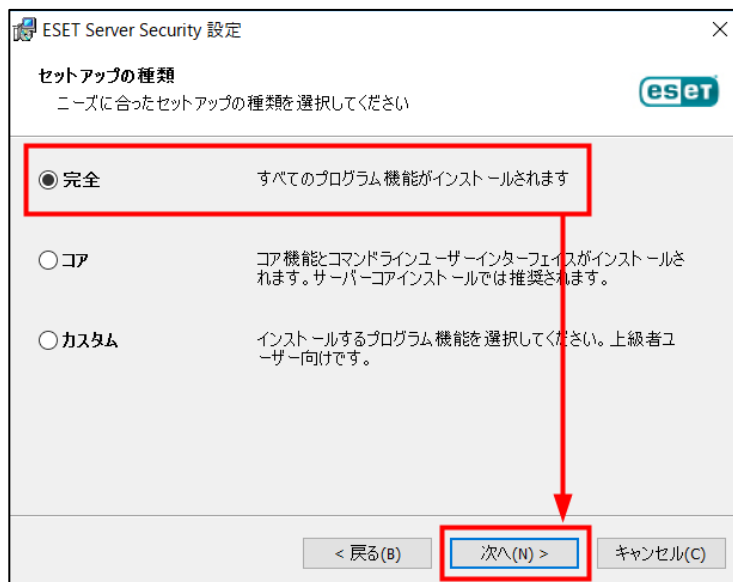 ESET Server Security 設定
セットアップの種類
ニーズに合ったセットアップの種類を選択してください
eseT
完全
すべてのプログラム機能がインストールされます
コア
コア機能とコマンドラインユーザーインターフェイスがインストールさ
れます。サーバーコアインストールでは推奨されます。
カスタム
インストールするプログラム機能を選択してください。上級者ユ
ーザー向けです。
< 戻る(B)
次へ(N) >
キャンセル(C)